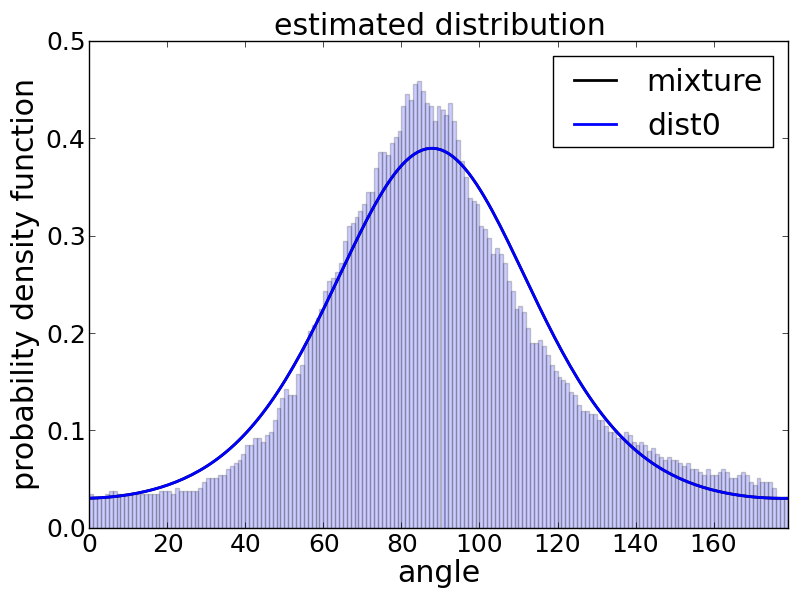 estimated distribution
mixture
dist0
probability density function
0.5
0.4
0.3
0.2
0.1
0.0
0 20 40 60 80 100 120 140 160
angle